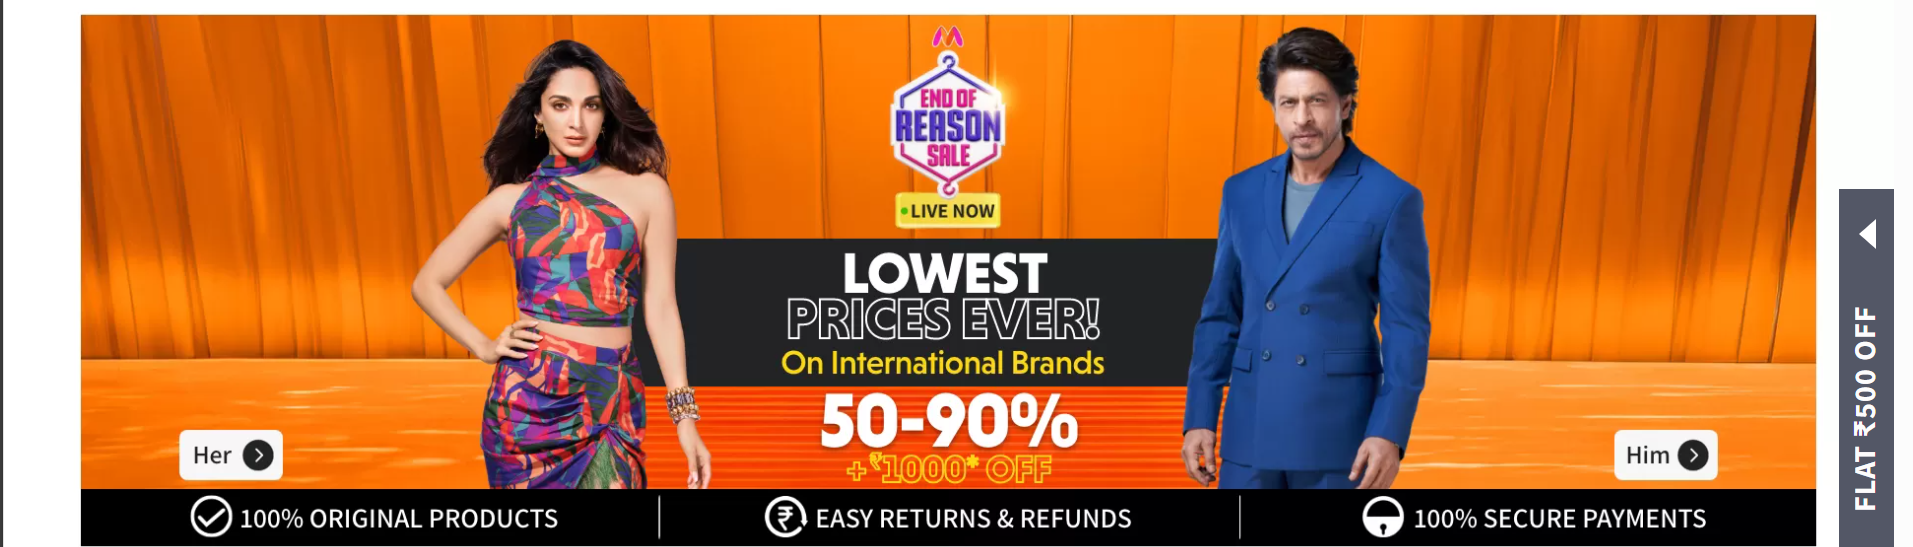 END OF
REASON
SALE
LIVE NOW
LOWEST
PRICES EVER!
On International Brands
50-90%
+₹1000* OFF
Her
Him
100% ORIGINAL PRODUCTS
EASY RETURNS & REFUNDS
100% SECURE PAYMENTS
FLAT ₹500 OFF